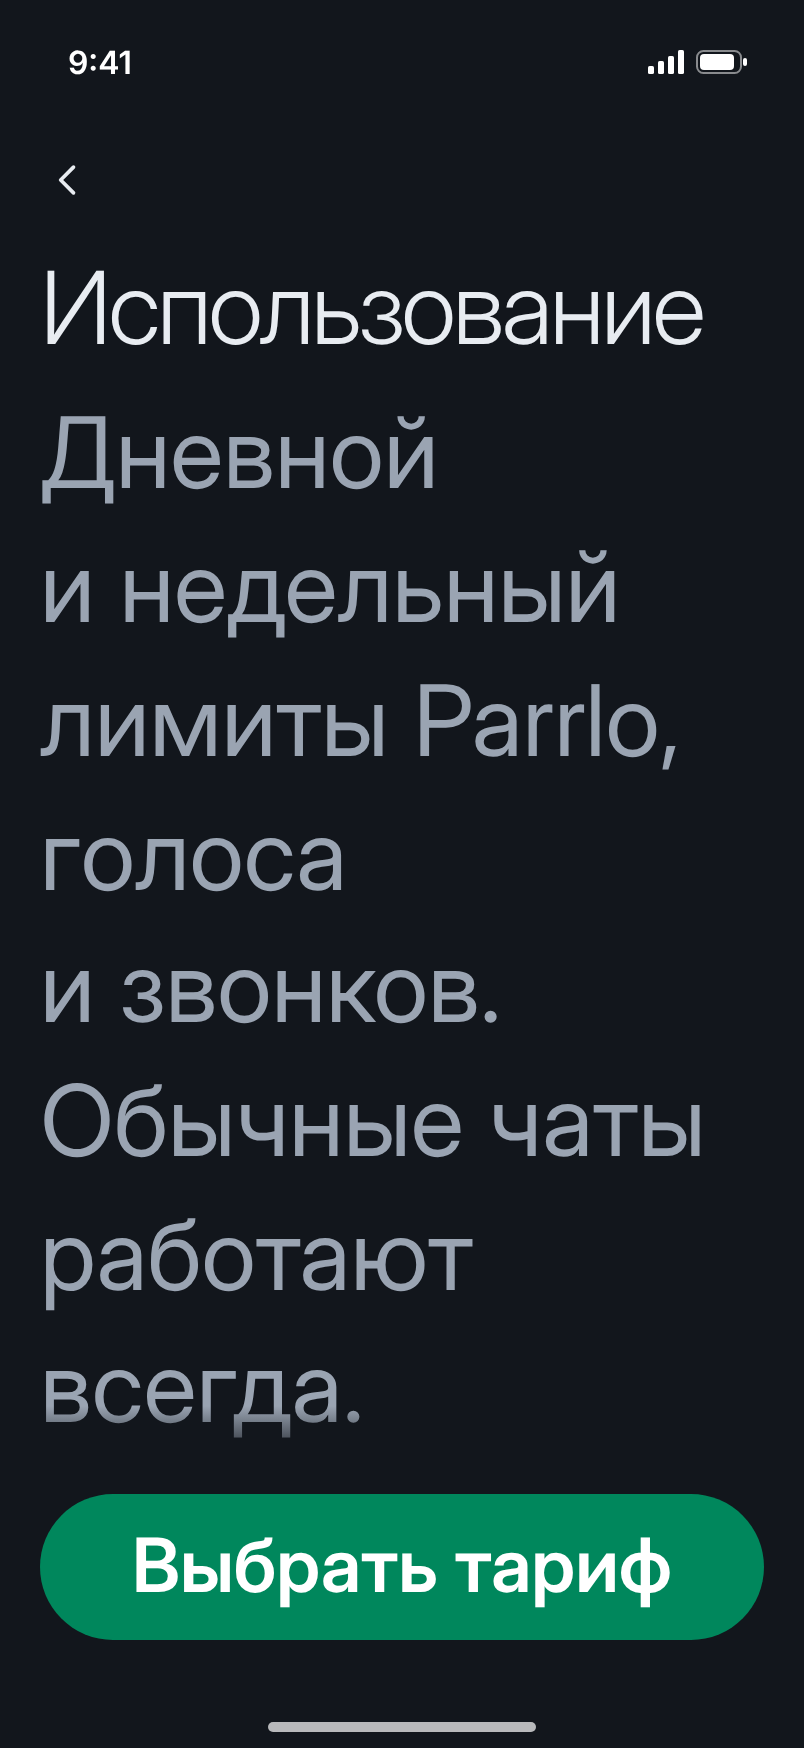 9:41
Использование
Дневной
и недельный
лимиты Parrlo,
голоса
и звонков.
Обычные чаты
работают
всегда.
Выбрать тариф